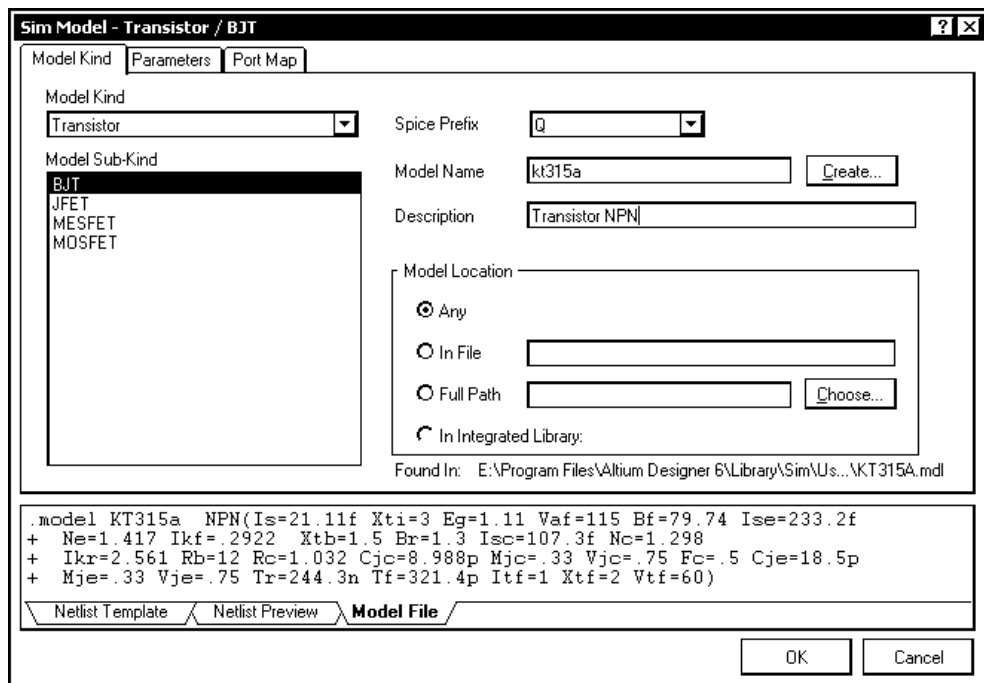 Sim Model - Transistor / BJT
Model Kind Parameters Port Map
Model Kind
Transistor
Spice Prefix Q
Model Sub-Kind
BJT
JFET
MESFET
MOSFET
Model Name kt315a Create...
Description Transistor NPN
Model Location
Any
In File
Full Path Choose...
In Integrated Library:
Found In: E:\Program Files\Altium Designer 6\Library\Sim\Us...\KT315A.mdl
.model KT315a NPN(Is=21.11f Xti=3 Eg=1.11 Vaf=115 Bf=79.74 Ise=233.2f
+ Ne=1.417 Ikf=.2922 Xtb=1.5 Br=1.3 Isc=107.3f Nc=1.298
+ Ikr=2.561 Rb=12 Rc=1.032 Cjc=8.988p Mjc=.33 Vjc=.75 Fc=.5 Cje=18.5p
+ Mje=.33 Vje=.75 Tr=244.3n Tf=321.4p Itf=1 Xtf=2 Vtf=60)
Netlist Template Netlist Preview Model File
OK Cancel